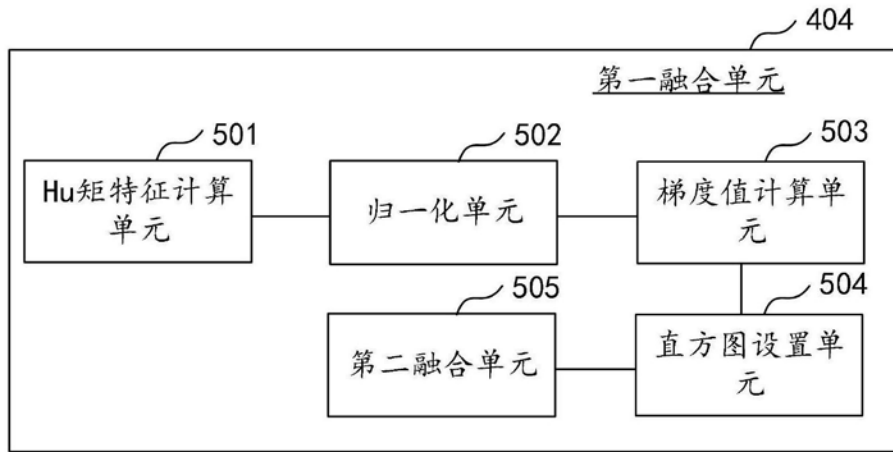 404
第一融合单元
501
502
503
Hu矩特征计算
单元
归一化单元
梯度值计算单
元
505
504
第二融合单元
直方图设置单
元